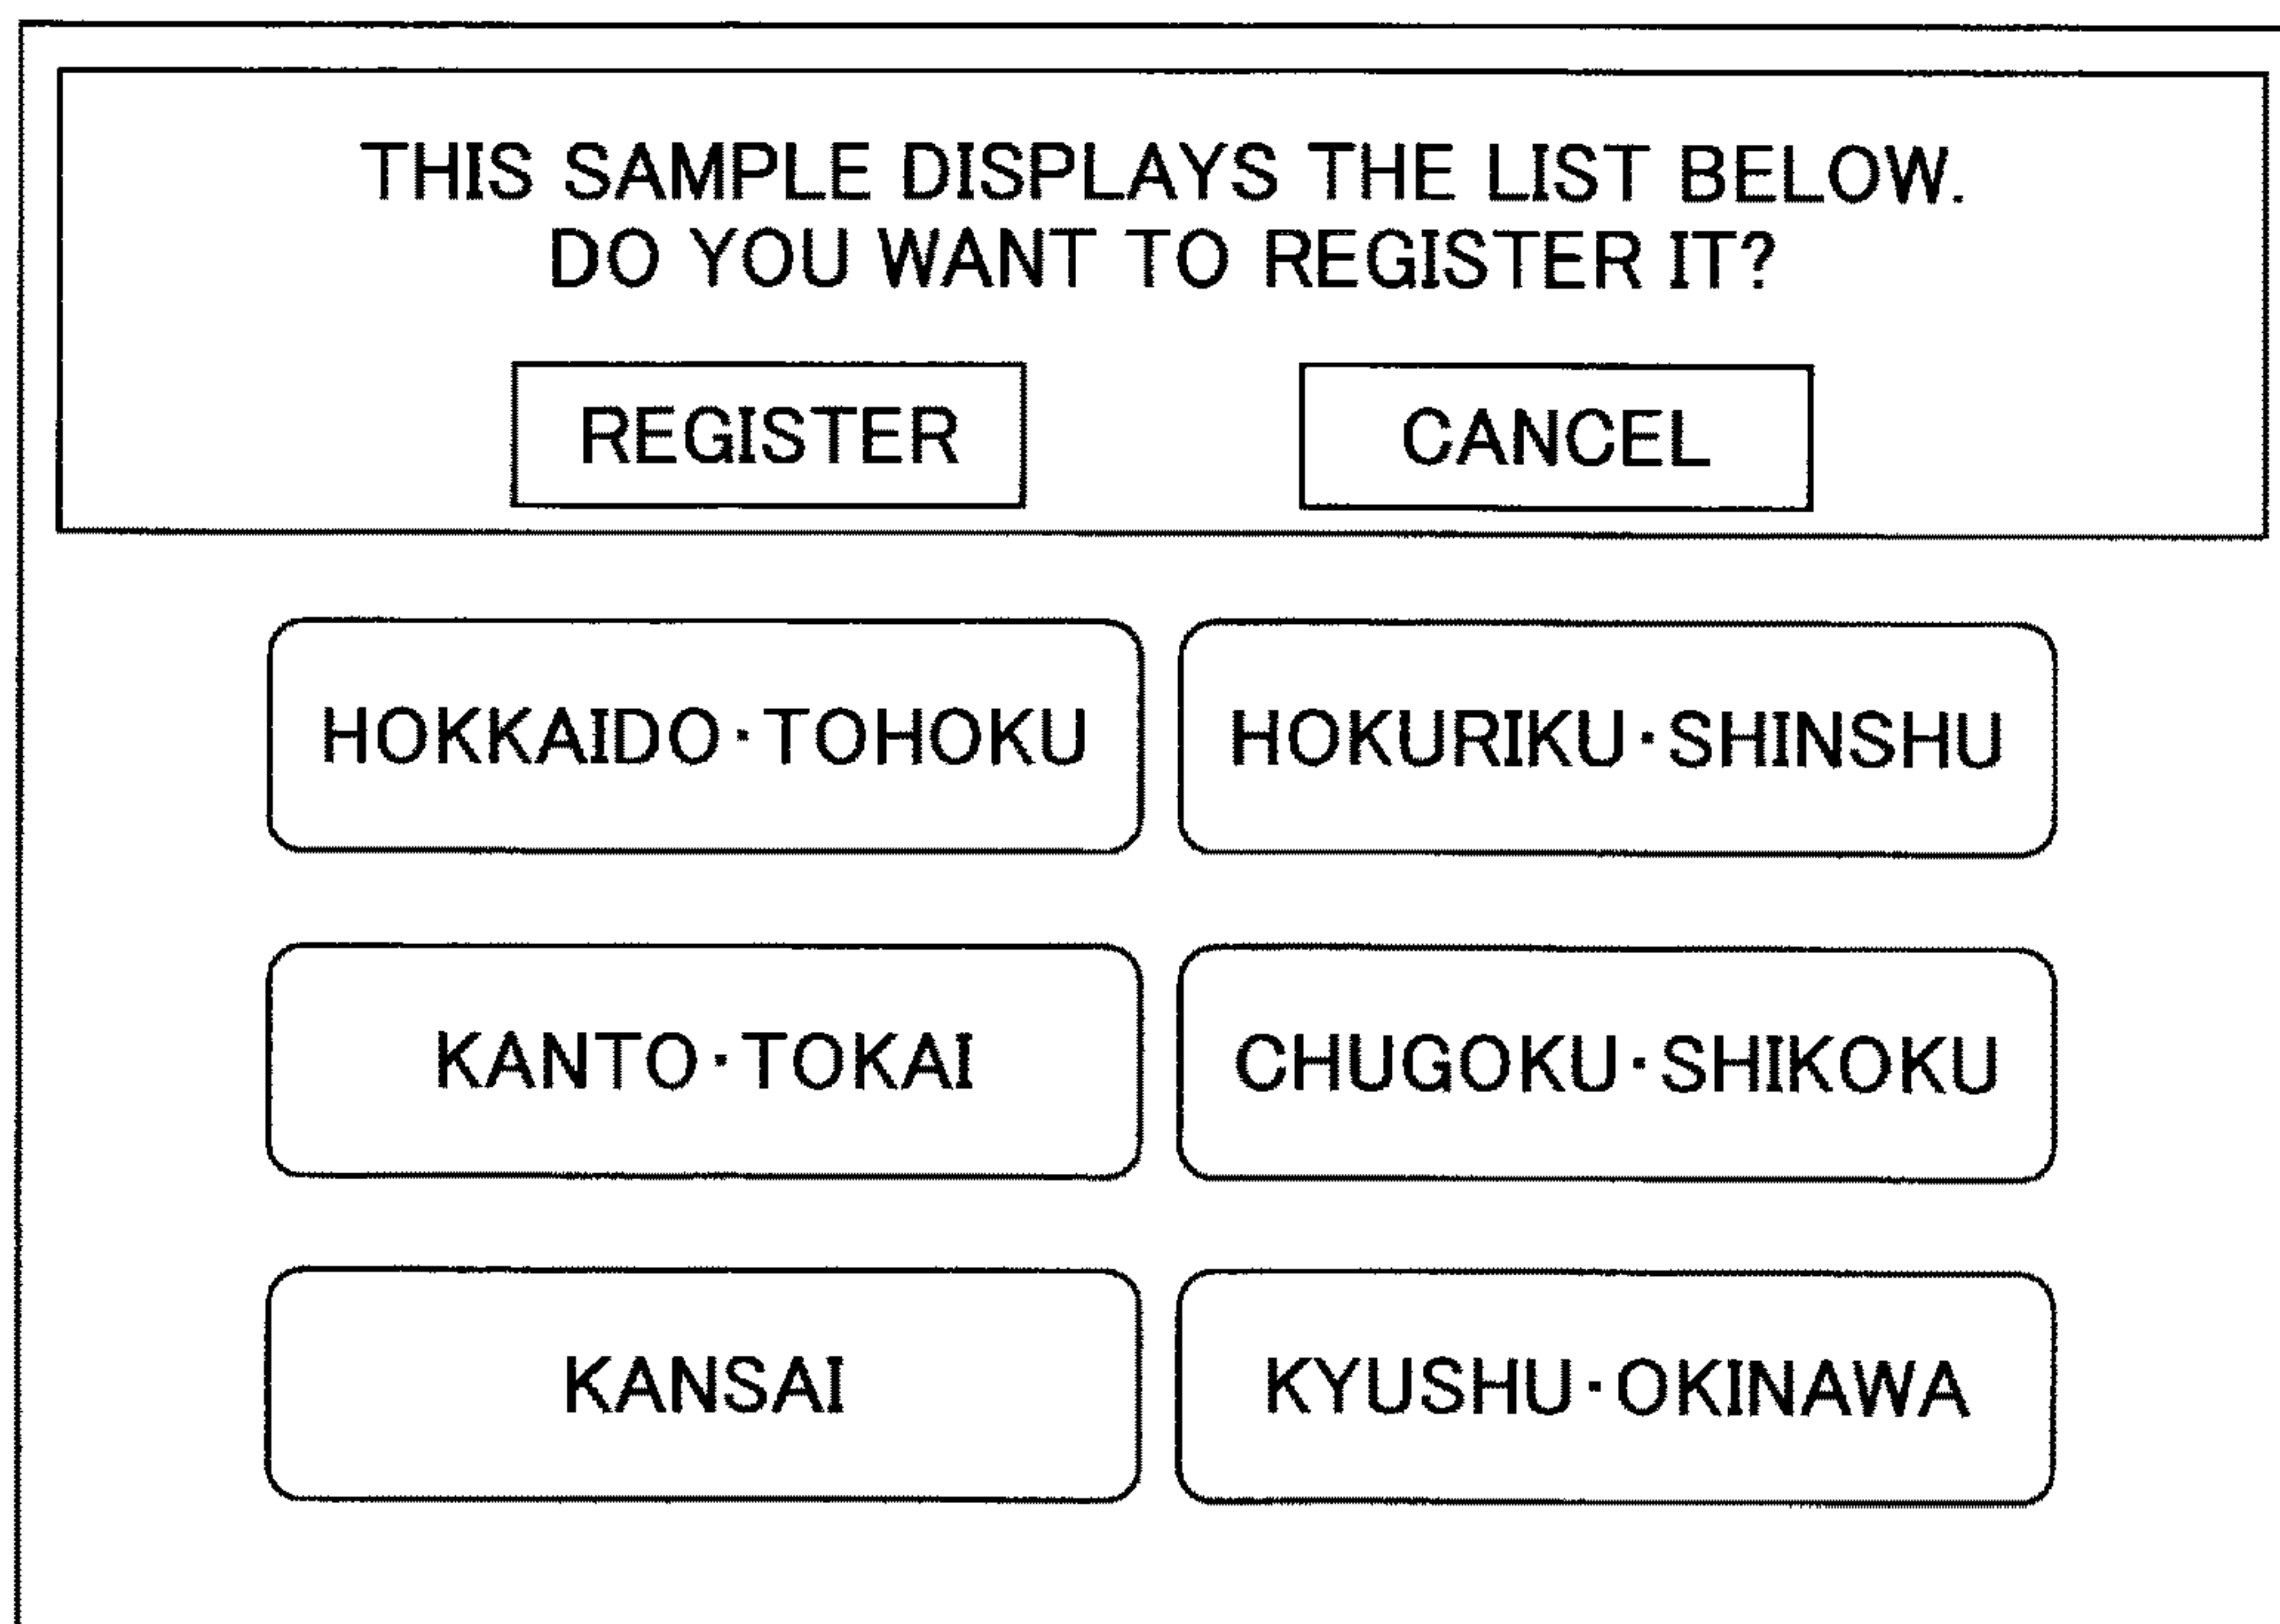 THIS SAMPLE DISPLAYS THE LIST BELOW.
DO YOU WANT TO REGISTER IT?
REGISTER
CANCEL
HOKKAIDO·TOHOKU
HOKURIKU·SHINSHU
KANTO·TOKAI
CHUGOKU·SHIKOKU
KANSAI
KYUSHU·OKINAWA